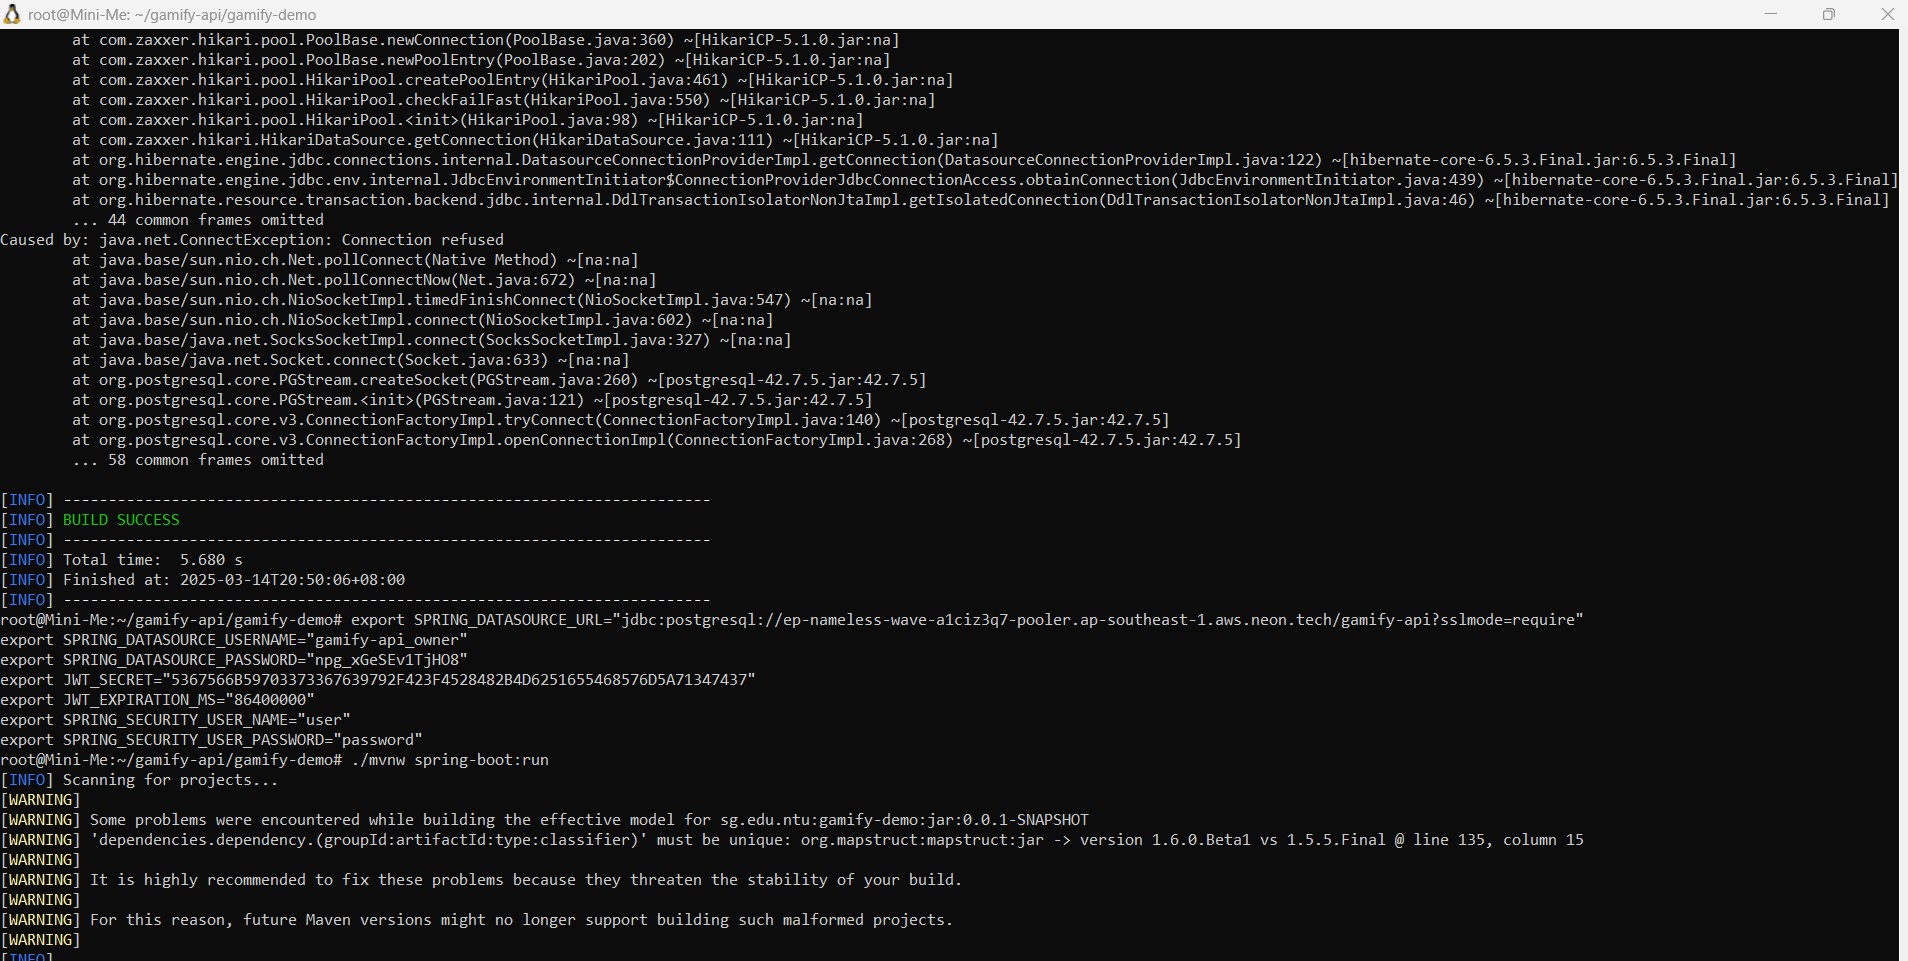 root@Mini-Me: ~/gamify-api/gamify-demo
at com.zaxxer.hikari.pool.PoolBase.newConnection(PoolBase.java:360) ~[HikariCP-5.1.0.jar:na]
at com.zaxxer.hikari.pool.PoolBase.newPoolEntry(PoolBase.java:202) ~[HikariCP-5.1.0.jar:na]
at com.zaxxer.hikari.pool.HikariPool.createPoolEntry(HikariPool.java:461) ~[HikariCP-5.1.0.jar:na]
at com.zaxxer.hikari.pool.HikariPool.checkFailFast(HikariPool.java:550) ~[HikariCP-5.1.0.jar:na]
at com.zaxxer.hikari.pool.HikariPool.<init>(HikariPool.java:98) ~[HikariCP-5.1.0.jar:na]
at com.zaxxer.hikari.HikariDataSource.getConnection(HikariDataSource.java:111) ~[HikariCP-5.1.0.jar:na]
at org.hibernate.engine.jdbc.connections.internal.DatasourceConnectionProviderImpl.getConnection(DatasourceConnectionProviderImpl.java:122) ~[hibernate-core-6.5.3.Final.jar:6.5.3.Final]
at org.hibernate.engine.jdbc.env.internal.JdbcEnvironmentInitiator$ConnectionProviderJdbcConnectionAccess.obtainConnection(JdbcEnvironmentInitiator.java:439) ~[hibernate-core-6.5.3.Final.jar:6.5.3.Final]
at org.hibernate.resource.transaction.backend.jdbc.internal.DdlTransactionIsolatorNonJtaImpl.getIsolatedConnection(DdlTransactionIsolatorNonJtaImpl.java:46) ~[hibernate-core-6.5.3.Final.jar:6.5.3.Final]
... 44 common frames omitted
Caused by: java.net.ConnectException: Connection refused
at java.base/sun.nio.ch.Net.pollConnect(Native Method) ~[na:na]
at java.base/sun.nio.ch.Net.pollConnectNow(Net.java:672) ~[na:na]
at java.base/sun.nio.ch.NioSocketImpl.timedFinishConnect(NioSocketImpl.java:547) ~[na:na]
at java.base/sun.nio.ch.NioSocketImpl.connect(NioSocketImpl.java:602) ~[na:na]
at java.base/java.net.SocksSocketImpl.connect(SocksSocketImpl.java:327) ~[na:na]
at java.base/java.net.Socket.connect(Socket.java:633) ~[na:na]
at org.postgresql.core.PGStream.createSocket(PGStream.java:260) ~[postgresql-42.7.5.jar:42.7.5]
at org.postgresql.core.PGStream.<init>(PGStream.java:121) ~[postgresql-42.7.5.jar:42.7.5]
at org.postgresql.core.v3.ConnectionFactoryImpl.tryConnect(ConnectionFactoryImpl.java:140) ~[postgresql-42.7.5.jar:42.7.5]
at org.postgresql.core.v3.ConnectionFactoryImpl.openConnectionImpl(ConnectionFactoryImpl.java:268) ~[postgresql-42.7.5.jar:42.7.5]
... 58 common frames omitted
[INFO] ------------------------------------------------------------------------
[INFO] BUILD SUCCESS
[INFO] ------------------------------------------------------------------------
[INFO] Total time:  5.680 s
[INFO] Finished at: 2025-03-14T20:50:06+08:00
[INFO] ------------------------------------------------------------------------
root@Mini-Me:~/gamify-api/gamify-demo# export SPRING_DATASOURCE_URL="jdbc:postgresql://ep-nameless-wave-a1ciz3q7-pooler.ap-southeast-1.aws.neon.tech/gamify-api?sslmode=require"
export SPRING_DATASOURCE_USERNAME="gamify-api_owner"
export SPRING_DATASOURCE_PASSWORD="npg_xGeSEv1TjHO8"
export JWT_SECRET="5367566B59703373367639792F423F4528482B4D6251655468576D5A71347437"
export JWT_EXPIRATION_MS="86400000"
export SPRING_SECURITY_USER_NAME="user"
export SPRING_SECURITY_USER_PASSWORD="password"
root@Mini-Me:~/gamify-api/gamify-demo# ./mvnw spring-boot:run
[INFO] Scanning for projects...
[WARNING]
[WARNING] Some problems were encountered while building the effective model for sg.edu.ntu:gamify-demo:jar:0.0.1-SNAPSHOT
[WARNING] 'dependencies.dependency.(groupId:artifactId:type:classifier)' must be unique: org.mapstruct:mapstruct:jar -> version 1.6.0.Beta1 vs 1.5.5.Final @ line 135, column 15
[WARNING]
[WARNING] It is highly recommended to fix these problems because they threaten the stability of your build.
[WARNING]
[WARNING] For this reason, future Maven versions might no longer support building such malformed projects.
[WARNING]
[INFO]